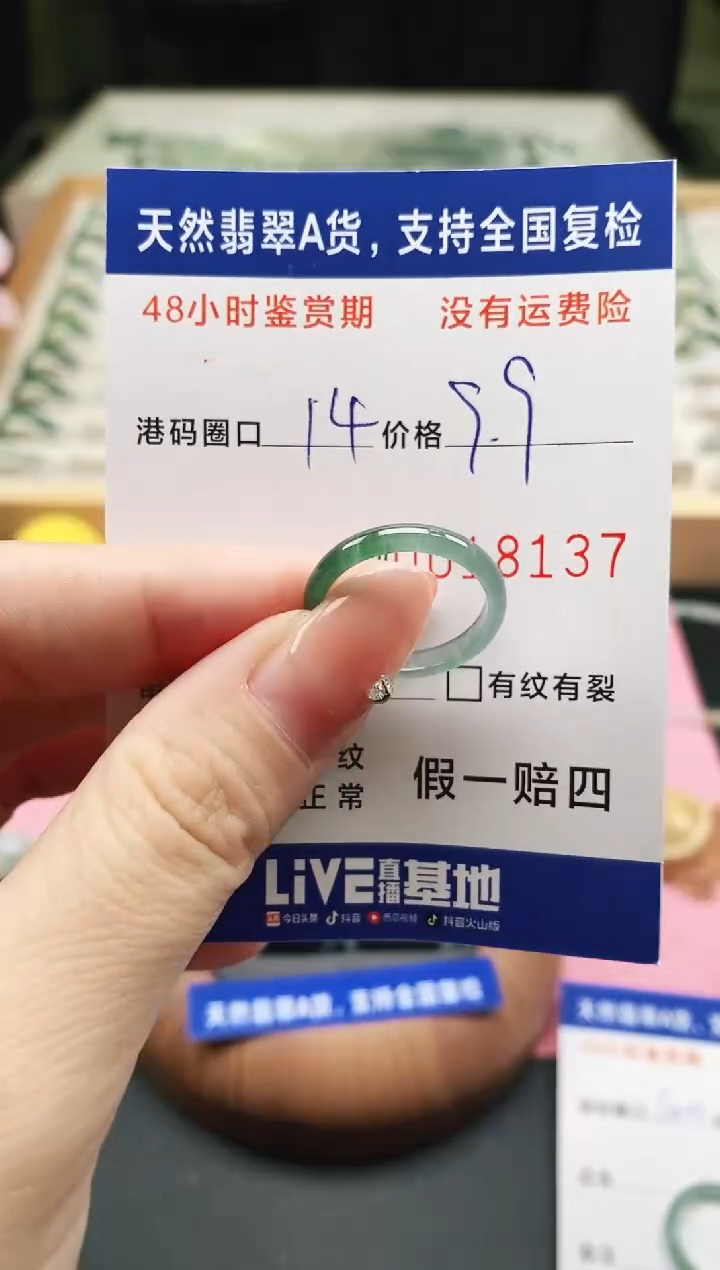 天然翡翠A货，支持全国复检
48小时鉴赏期 没有运费险
港码圈口 14 价格 9.9
18137
有纹有裂
纹
正常
假一赔四
LiVE直播基地
今日头条 抖音 西瓜视频 抖音火山版
天然翡翠A货，支持全国复检